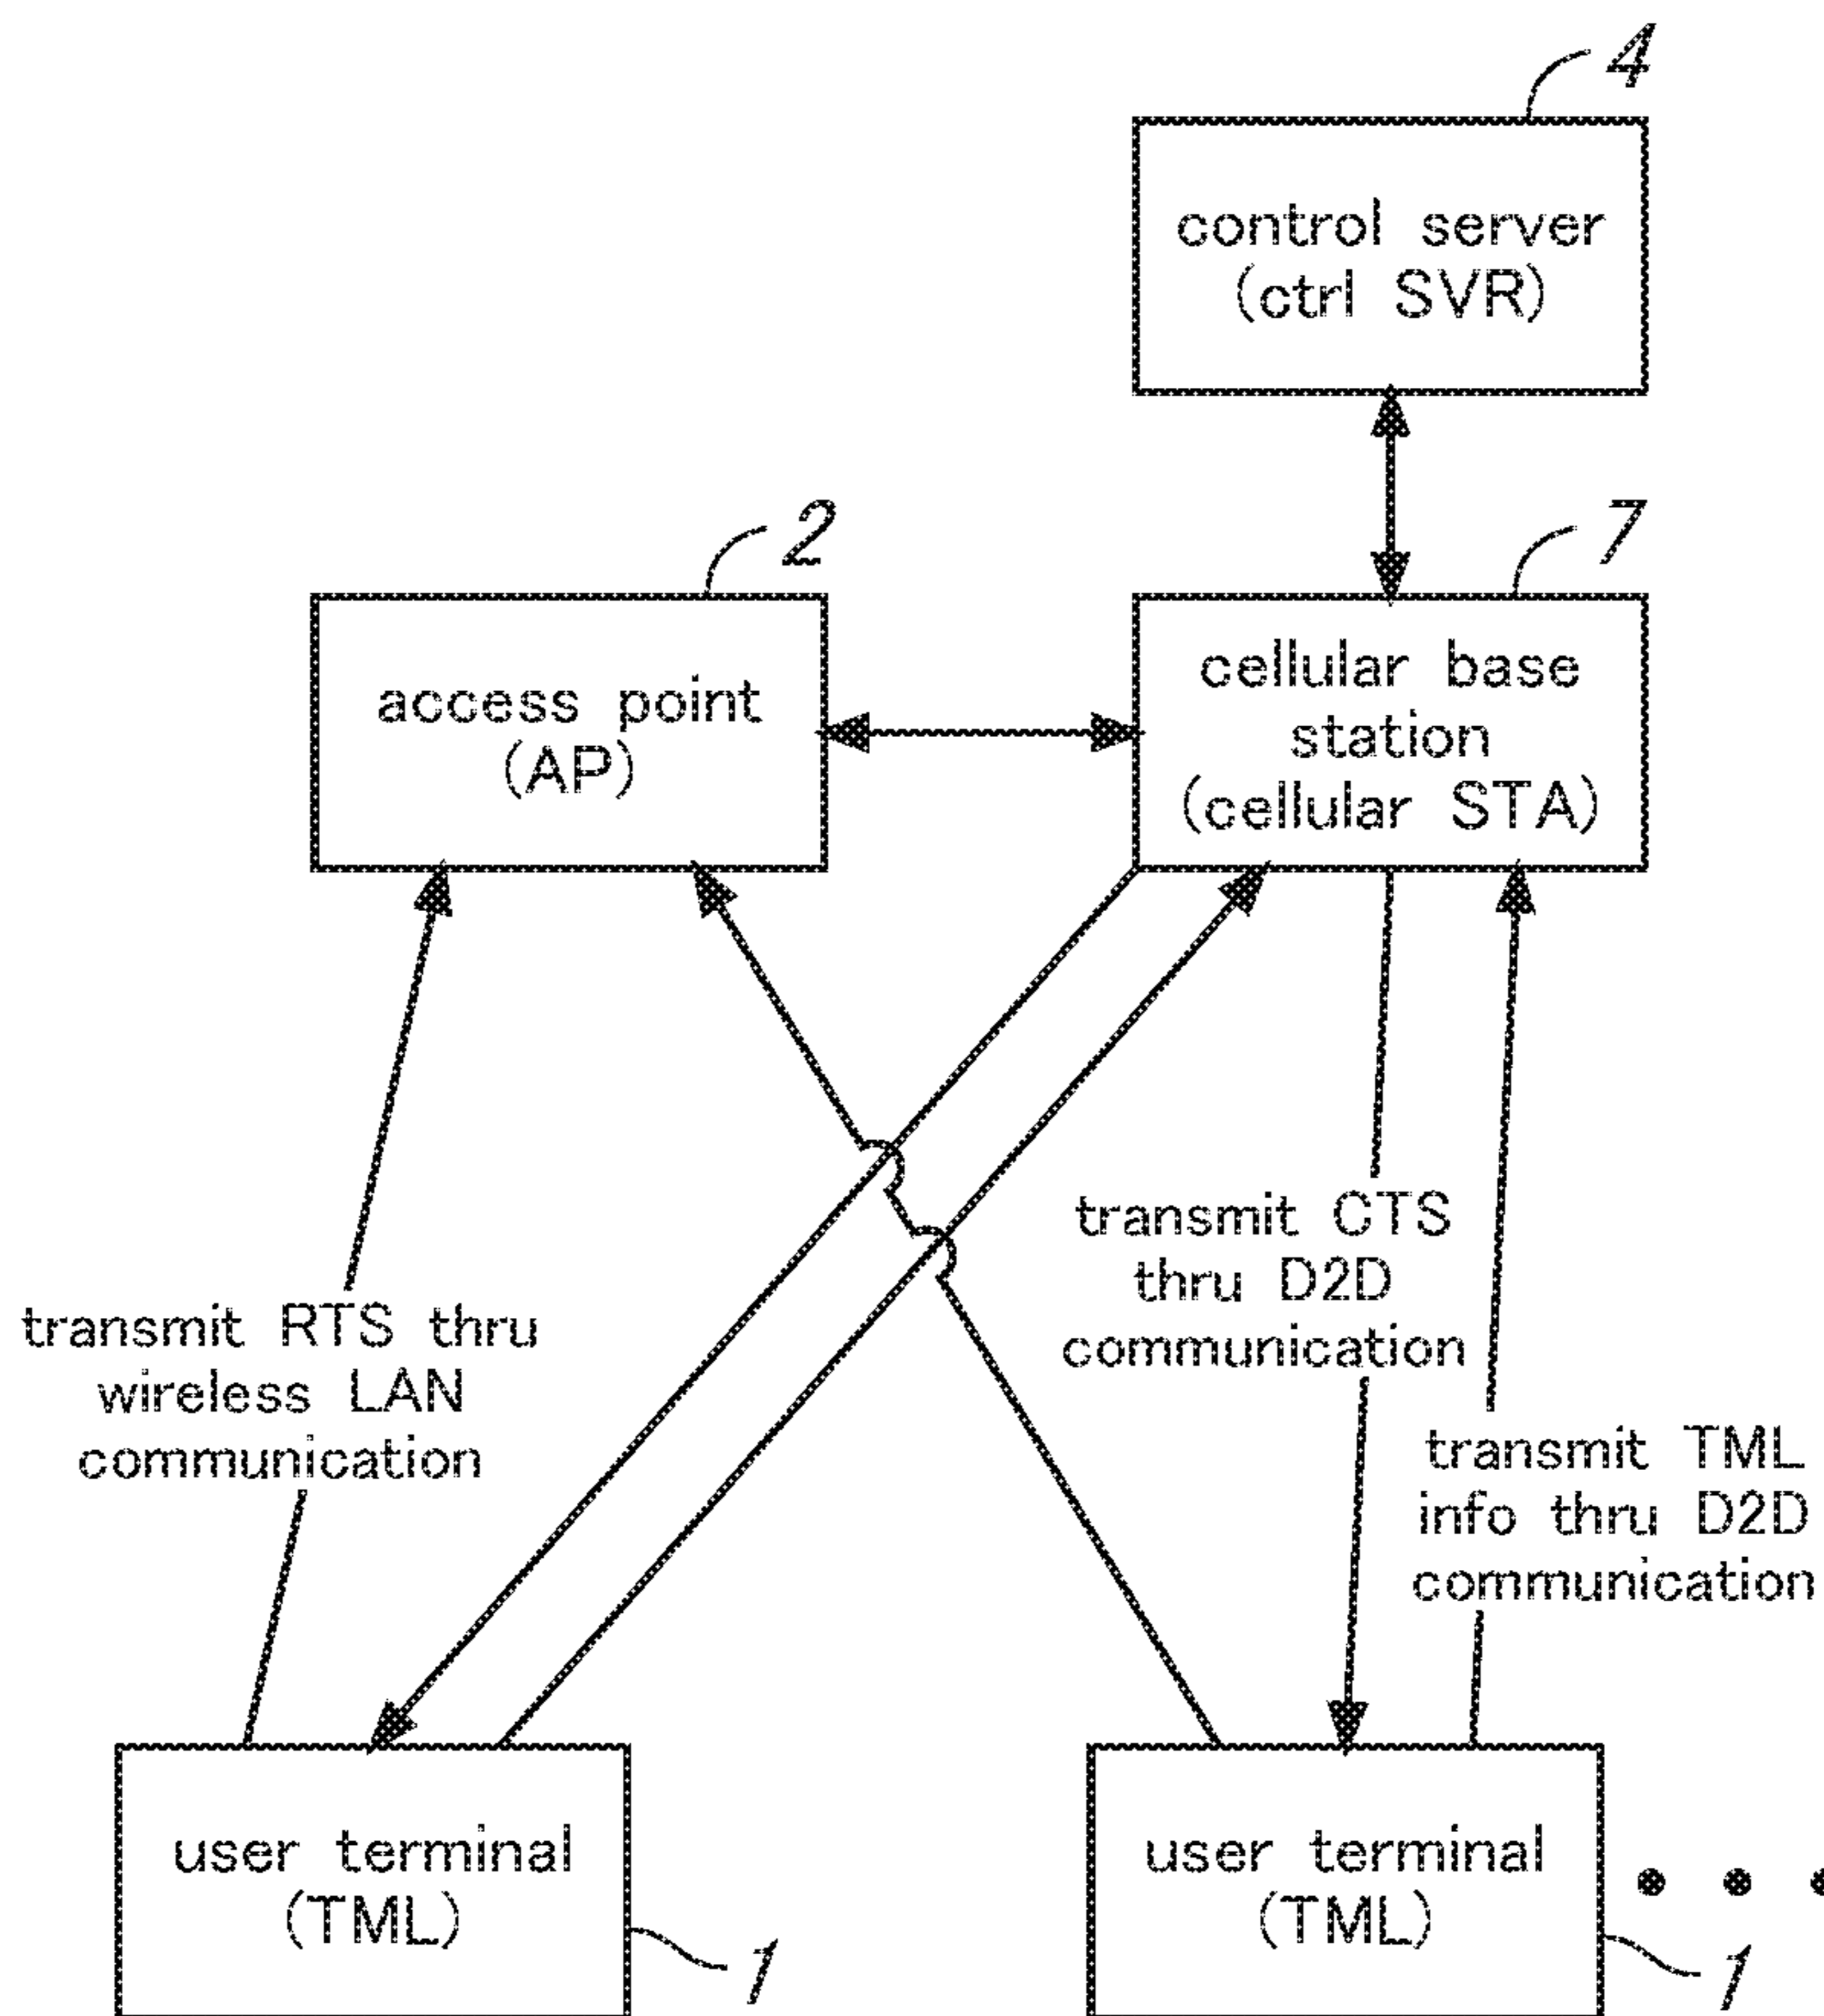 4
control server
(ctrl SVR)
2
7
access point
(AP)
cellular base
station
(cellular STA)
transmit CTS
thru D2D
communication
transmit RTS thru
wireless LAN
communication
transmit TML
info thru D2D
communication
user terminal
(TML)
1
user terminal
(TML)
1